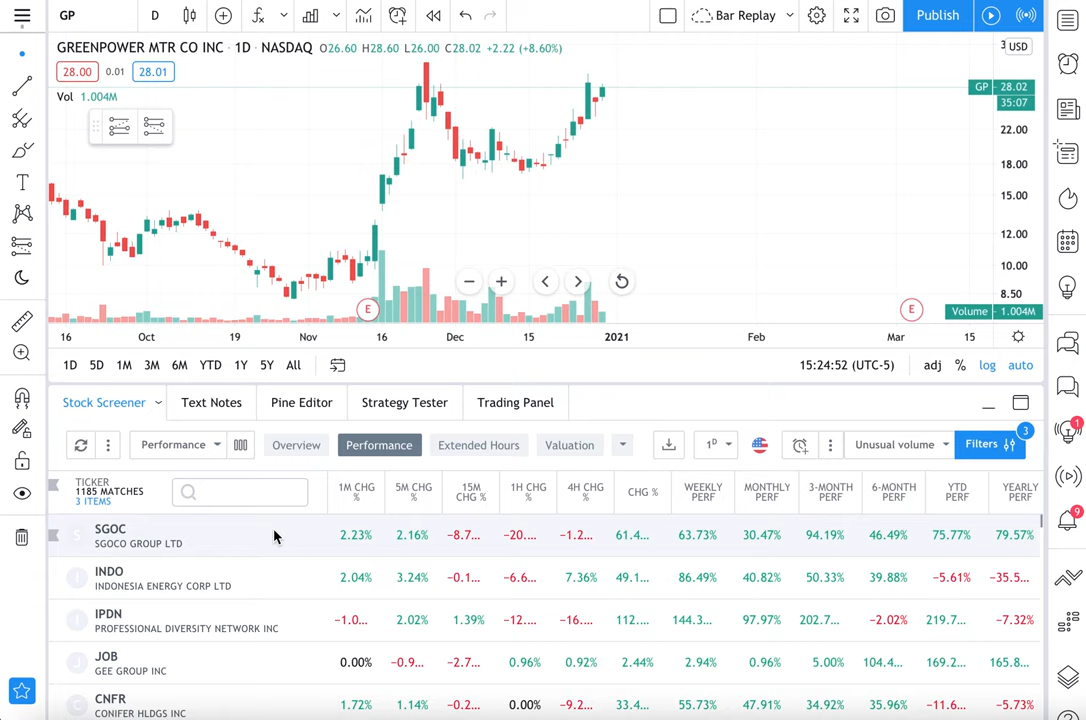 GP D Bar Replay Publish
GREENPOWER MTR CO INC · 1D · NASDAQ O26.60 H28.60 L26.00 C28.02 +2.22 (+8.60%)
USD
28.00 0.01 28.01
GP 28.02
35:07
Vol 1.004M
22.00
18.00
15.00
12.00
10.00
8.50
E E
Volume 1.004M
16 Oct 19 Nov 16 Dec 15 2021 Feb Mar 15
1D 5D 1M 3M 6M YTD 1Y 5Y All 15:24:52 (UTC-5) adj % log auto
Stock Screener Text Notes Pine Editor Strategy Tester Trading Panel
Performance Overview Performance Extended Hours Valuation 1D Unusual volume Filters 3
TICKER
1185 MATCHES
3 ITEMS
1M CHG %
5M CHG %
15M CHG %
1H CHG %
4H CHG %
CHG %
WEEKLY PERF
MONTHLY PERF
3-MONTH PERF
6-MONTH PERF
YTD PERF
YEARLY PERF
S SGOC 2.23% 2.16% −8.7... −20.... −1.2... 61.4... 63.73% 30.47% 94.19% 46.49% 75.77% 79.57%
SGOCO GROUP LTD
I INDO 2.04% 3.24% −0.1... −6.6... 7.36% 49.1... 86.49% 40.82% 50.33% 39.88% −5.61% −35.5...
INDONESIA ENERGY CORP LTD
I IPDN −1.0... 2.02% 1.39% −12.... −16.... 112.... 144.3... 97.97% 202.7... −2.02% 219.7... −7.32%
PROFESSIONAL DIVERSITY NETWORK INC
J JOB 0.00% −0.9... −2.7... 0.96% 0.92% 2.44% 2.94% 0.96% 5.00% 104.4... 169.2... 165.8...
GEE GROUP INC
C CNFR 1.72% 1.14% −0.2... 0.00% −9.2... 33.4... 55.73% 47.91% 34.92% 35.96% −11.6... −5.73%
CONIFER HLDGS INC
1
9